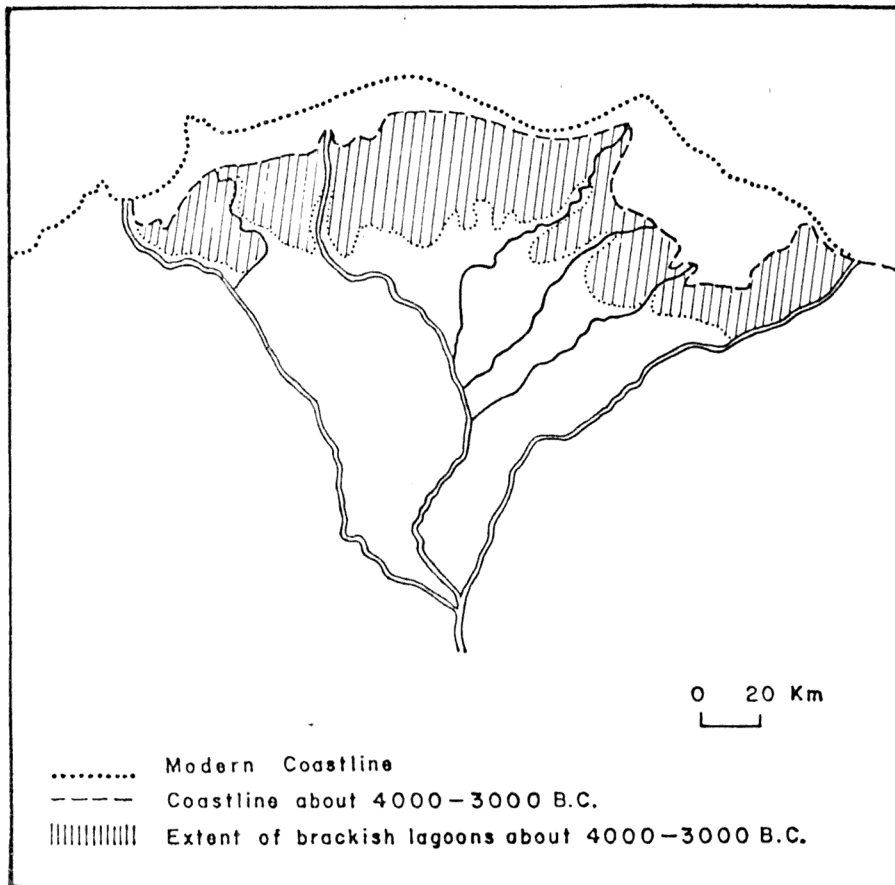 0 20 Km
Modern Coastline
Coastline about 4000-3000 B.C.
Extent of brackish lagoons about 4000-3000 B.C.